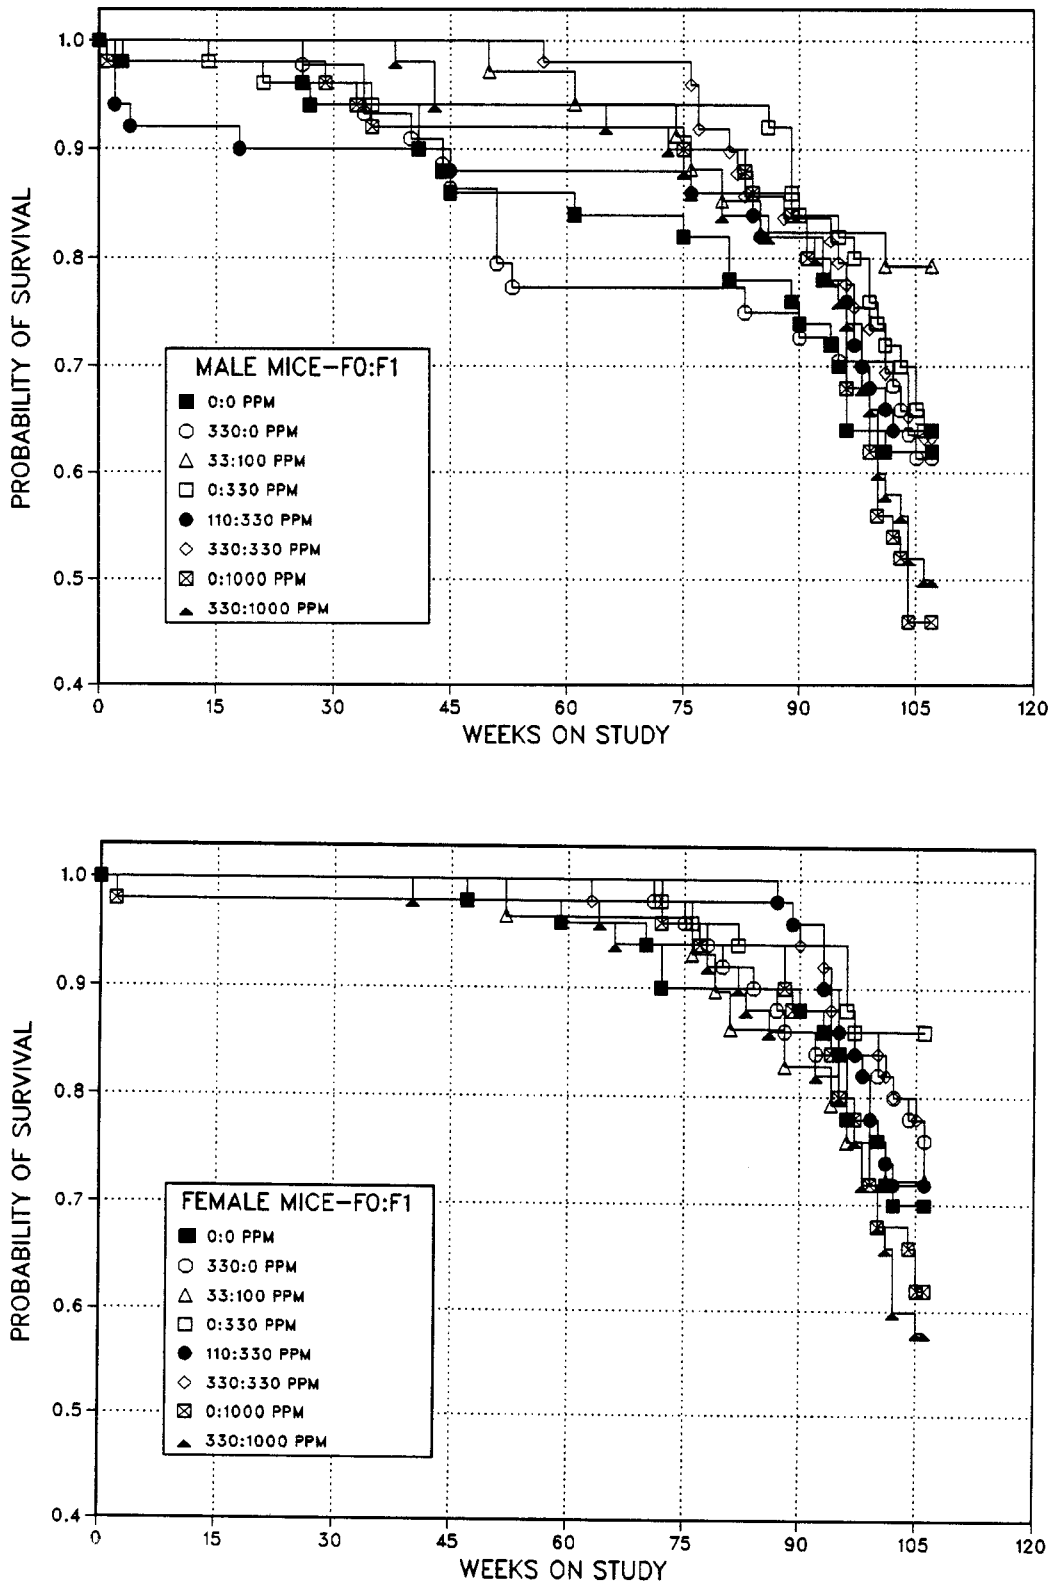 1.0
0.9
0.8
0.7
0.6
0.5
0.4
PROBABILITY OF SURVIVAL
MALE MICE-F0:F1
0:0 PPM
330:0 PPM
33:100 PPM
0:330 PPM
110:330 PPM
330:330 PPM
0:1000 PPM
330:1000 PPM
0 15 30 45 60 75 90 105 120
WEEKS ON STUDY
1.0
0.9
0.8
0.7
0.6
0.5
0.4
PROBABILITY OF SURVIVAL
FEMALE MICE-F0:F1
0:0 PPM
330:0 PPM
33:100 PPM
0:330 PPM
110:330 PPM
330:330 PPM
0:1000 PPM
330:1000 PPM
0 15 30 45 60 75 90 105 120
WEEKS ON STUDY